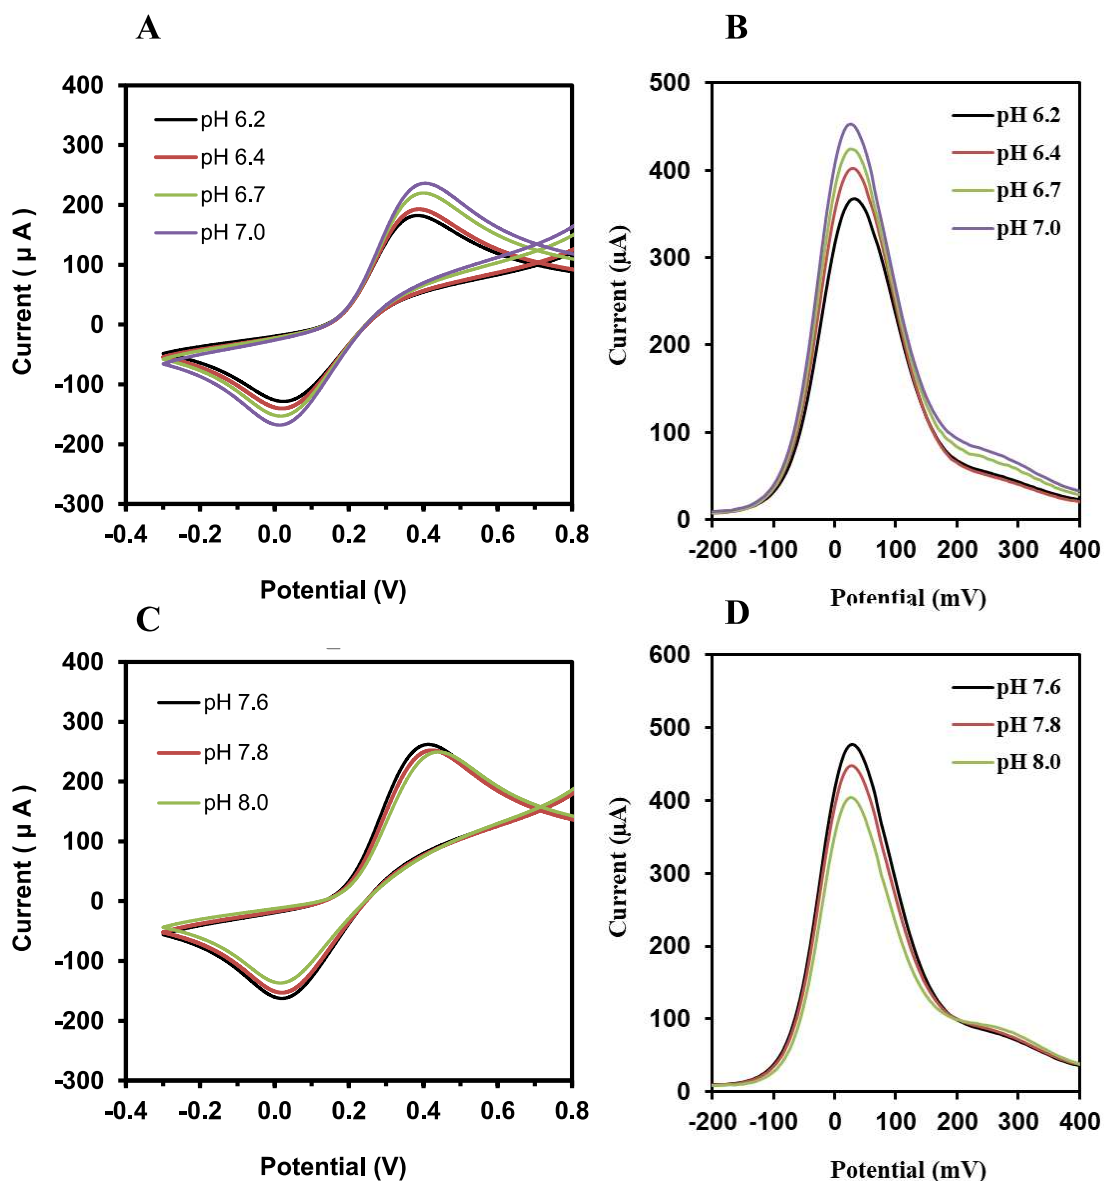 A
400
300
200
100
0
-100
-200
-300
-0.4 -0.2 0.0 0.2 0.4 0.6 0.8
Current ( µ A )
Potential (V)
pH 6.2
pH 6.4
pH 6.7
pH 7.0
B
500
400
300
200
100
0
-200 -100 0 100 200 300 400
Current (µA)
Potential (mV)
pH 6.2
pH 6.4
pH 6.7
pH 7.0
C
400
300
200
100
0
-100
-200
-300
-0.4 -0.2 0.0 0.2 0.4 0.6 0.8
Current ( µ A )
Potential (V)
pH 7.6
pH 7.8
pH 8.0
D
600
500
400
300
200
100
0
-200 -100 0 100 200 300 400
Current (µA)
Potential (mV)
pH 7.6
pH 7.8
pH 8.0